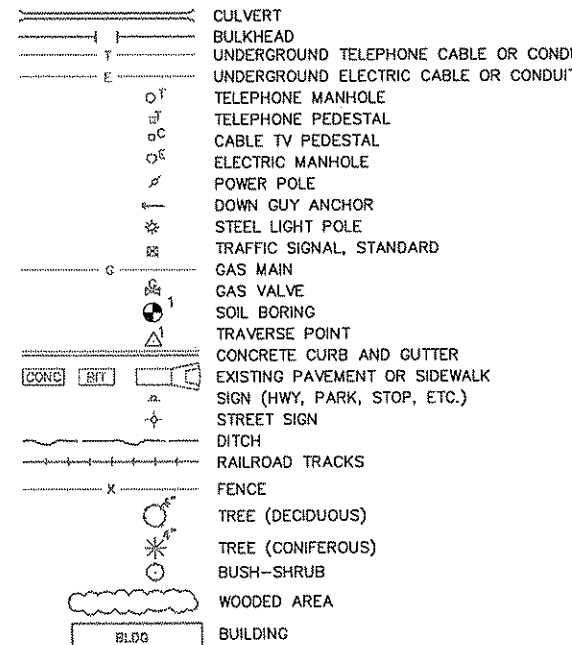 CULVERT
BULKHEAD
T UNDERGROUND TELEPHONE CABLE OR CONDU
E UNDERGROUND ELECTRIC CABLE OR CONDUIT
T TELEPHONE MANHOLE
T TELEPHONE PEDESTAL
C CABLE TV PEDESTAL
E ELECTRIC MANHOLE
POWER POLE
DOWN GUY ANCHOR
STEEL LIGHT POLE
TRAFFIC SIGNAL, STANDARD
G GAS MAIN
G GAS VALVE
1 SOIL BORING
1 TRAVERSE POINT
CONCRETE CURB AND GUTTER
CONC BIT EXISTING PAVEMENT OR SIDEWALK
SIGN (HWY, PARK, STOP, ETC.)
STREET SIGN
DITCH
RAILROAD TRACKS
X FENCE
4" TREE (DECIDUOUS)
4" TREE (CONIFEROUS)
BUSH-SHRUB
WOODED AREA
BLDG BUILDING